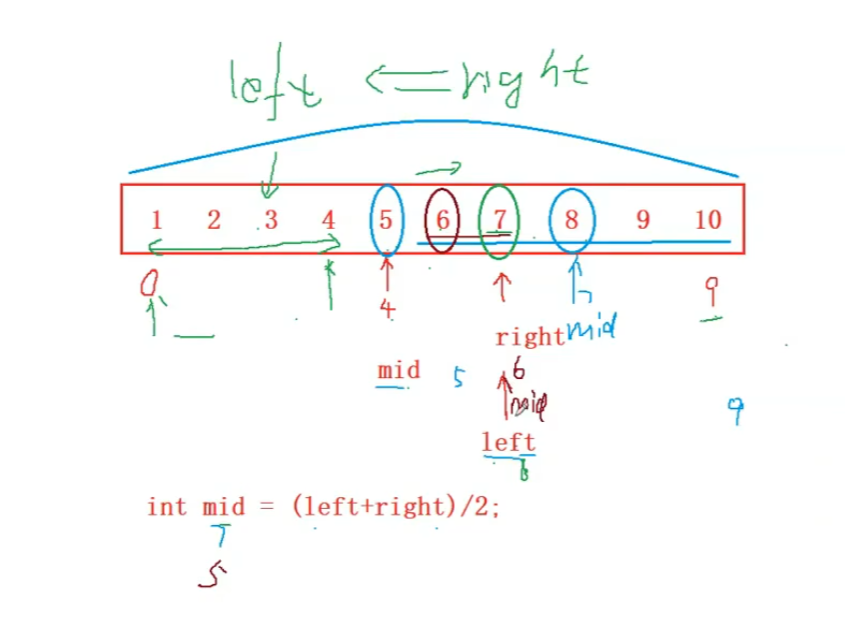 left <= right
1 2 3 4 5 6 7 8 9 10
0 4 7 9
right mid
mid 5 6
mid 9
left
6
int mid = (left+right)/2;
7
5